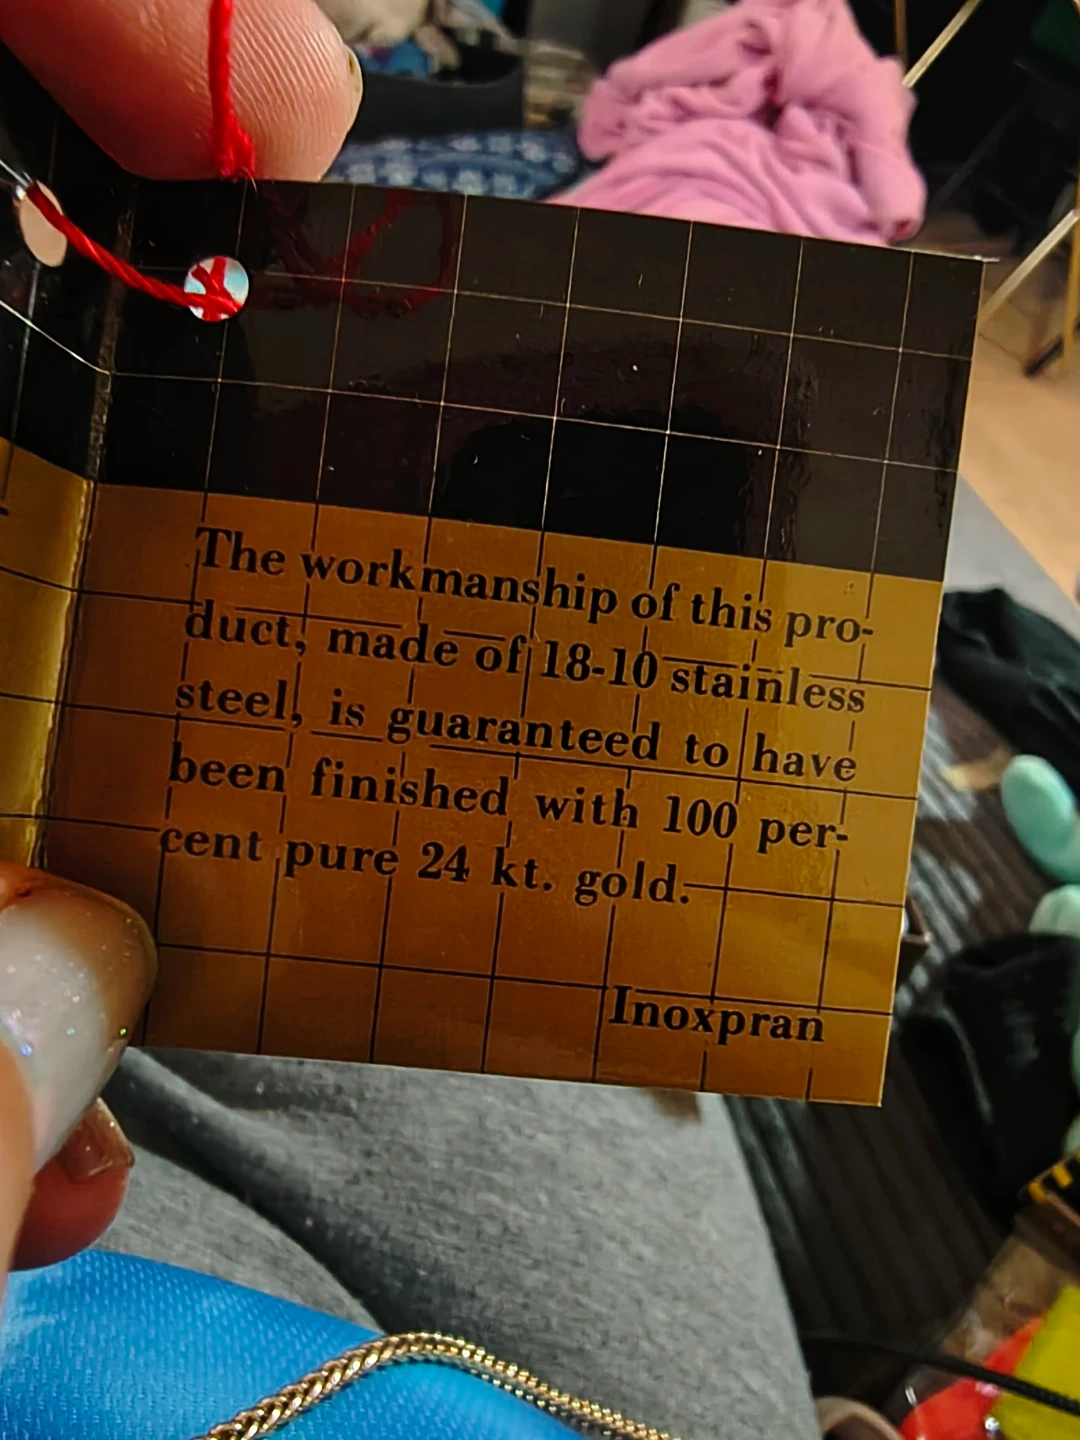 The workmanship of this pro-
duct, made of 18-10 stainless
steel, is guaranteed to have
been finished with 100 per-
cent pure 24 kt. gold.
Inoxpran